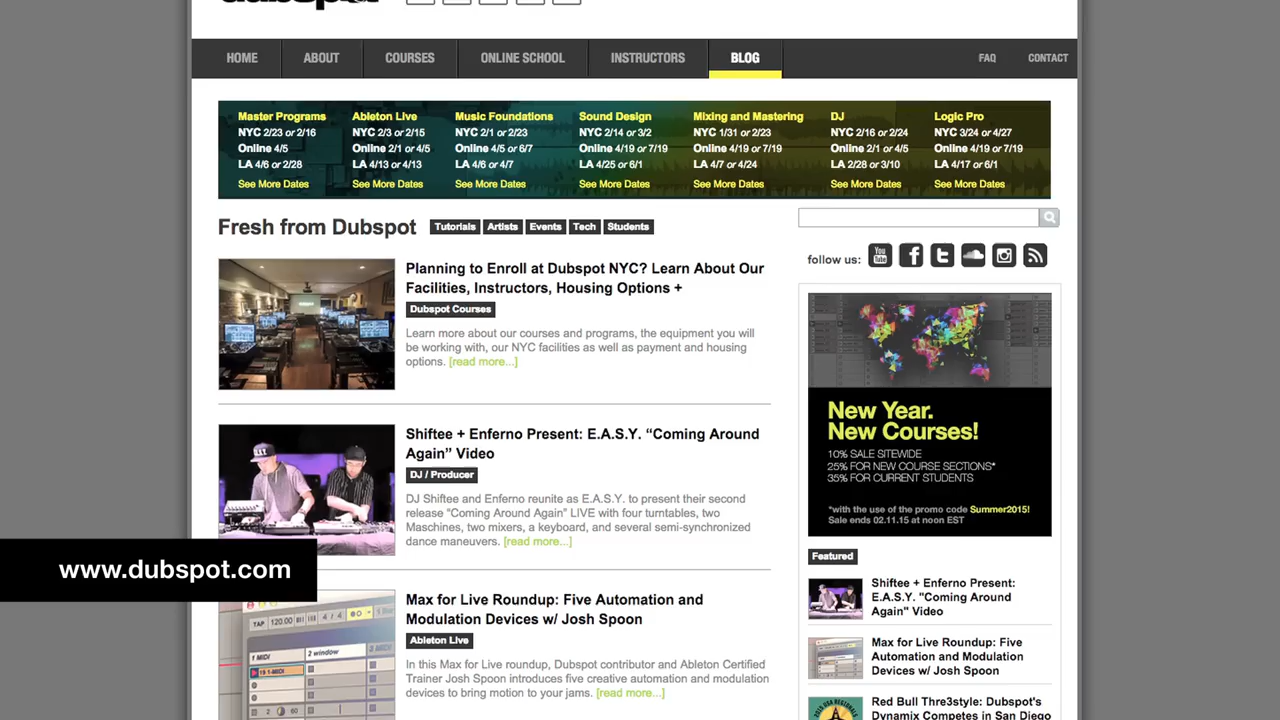 dubspot
HOME ABOUT COURSES ONLINE SCHOOL INSTRUCTORS BLOG FAQ CONTACT
Master Programs
NYC 2/23 or 2/16
Online 4/5
LA 4/6 or 2/28
See More Dates
Ableton Live
NYC 2/3 or 2/15
Online 2/1 or 4/5
LA 4/13 or 4/13
See More Dates
Music Foundations
NYC 2/1 or 2/23
Online 4/5 or 6/7
LA 4/6 or 4/7
See More Dates
Sound Design
NYC 2/14 or 3/2
Online 4/19 or 7/19
LA 4/25 or 6/1
See More Dates
Mixing and Mastering
NYC 1/31 or 2/23
Online 4/19 or 7/19
LA 4/7 or 4/24
See More Dates
DJ
NYC 2/16 or 2/24
Online 2/1 or 4/5
LA 2/28 or 3/10
See More Dates
Logic Pro
NYC 3/24 or 4/27
Online 4/19 or 7/19
LA 4/17 or 6/1
See More Dates
Fresh from Dubspot Tutorials Artists Events Tech Students
Planning to Enroll at Dubspot NYC? Learn About Our
Facilities, Instructors, Housing Options +
Dubspot Courses
Learn more about our courses and programs, the equipment you will
be working with, our NYC facilities as well as payment and housing
options. [read more...]
Shiftee + Enferno Present: E.A.S.Y. “Coming Around
Again” Video
DJ / Producer
DJ Shiftee and Enferno reunite as E.A.S.Y. to present their second
release “Coming Around Again” LIVE with four turntables, two
Maschines, two mixers, a keyboard, and several semi-synchronized
dance maneuvers. [read more...]
www.dubspot.com
Max for Live Roundup: Five Automation and
Modulation Devices w/ Josh Spoon
Ableton Live
In this Max for Live roundup, Dubspot contributor and Ableton Certified
Trainer Josh Spoon introduces five creative automation and modulation
devices to bring motion to your jams. [read more...]
TAP 120.00 4 / 4
1 MIDI 2 window 3 MIDI
13 1-MIDI
2 60
follow us: You Tube
New Year.
New Courses!
10% SALE SITEWIDE
25% FOR NEW COURSE SECTIONS*
35% FOR CURRENT STUDENTS
*with the use of the promo code Summer2015!
Sale ends 02.11.15 at noon EST
Featured
Shiftee + Enferno Present:
E.A.S.Y. "Coming Around
Again" Video
Max for Live Roundup: Five
Automation and Modulation
Devices w/ Josh Spoon
Red Bull Thre3style: Dubspot's
Dynamix Competes in San Diego